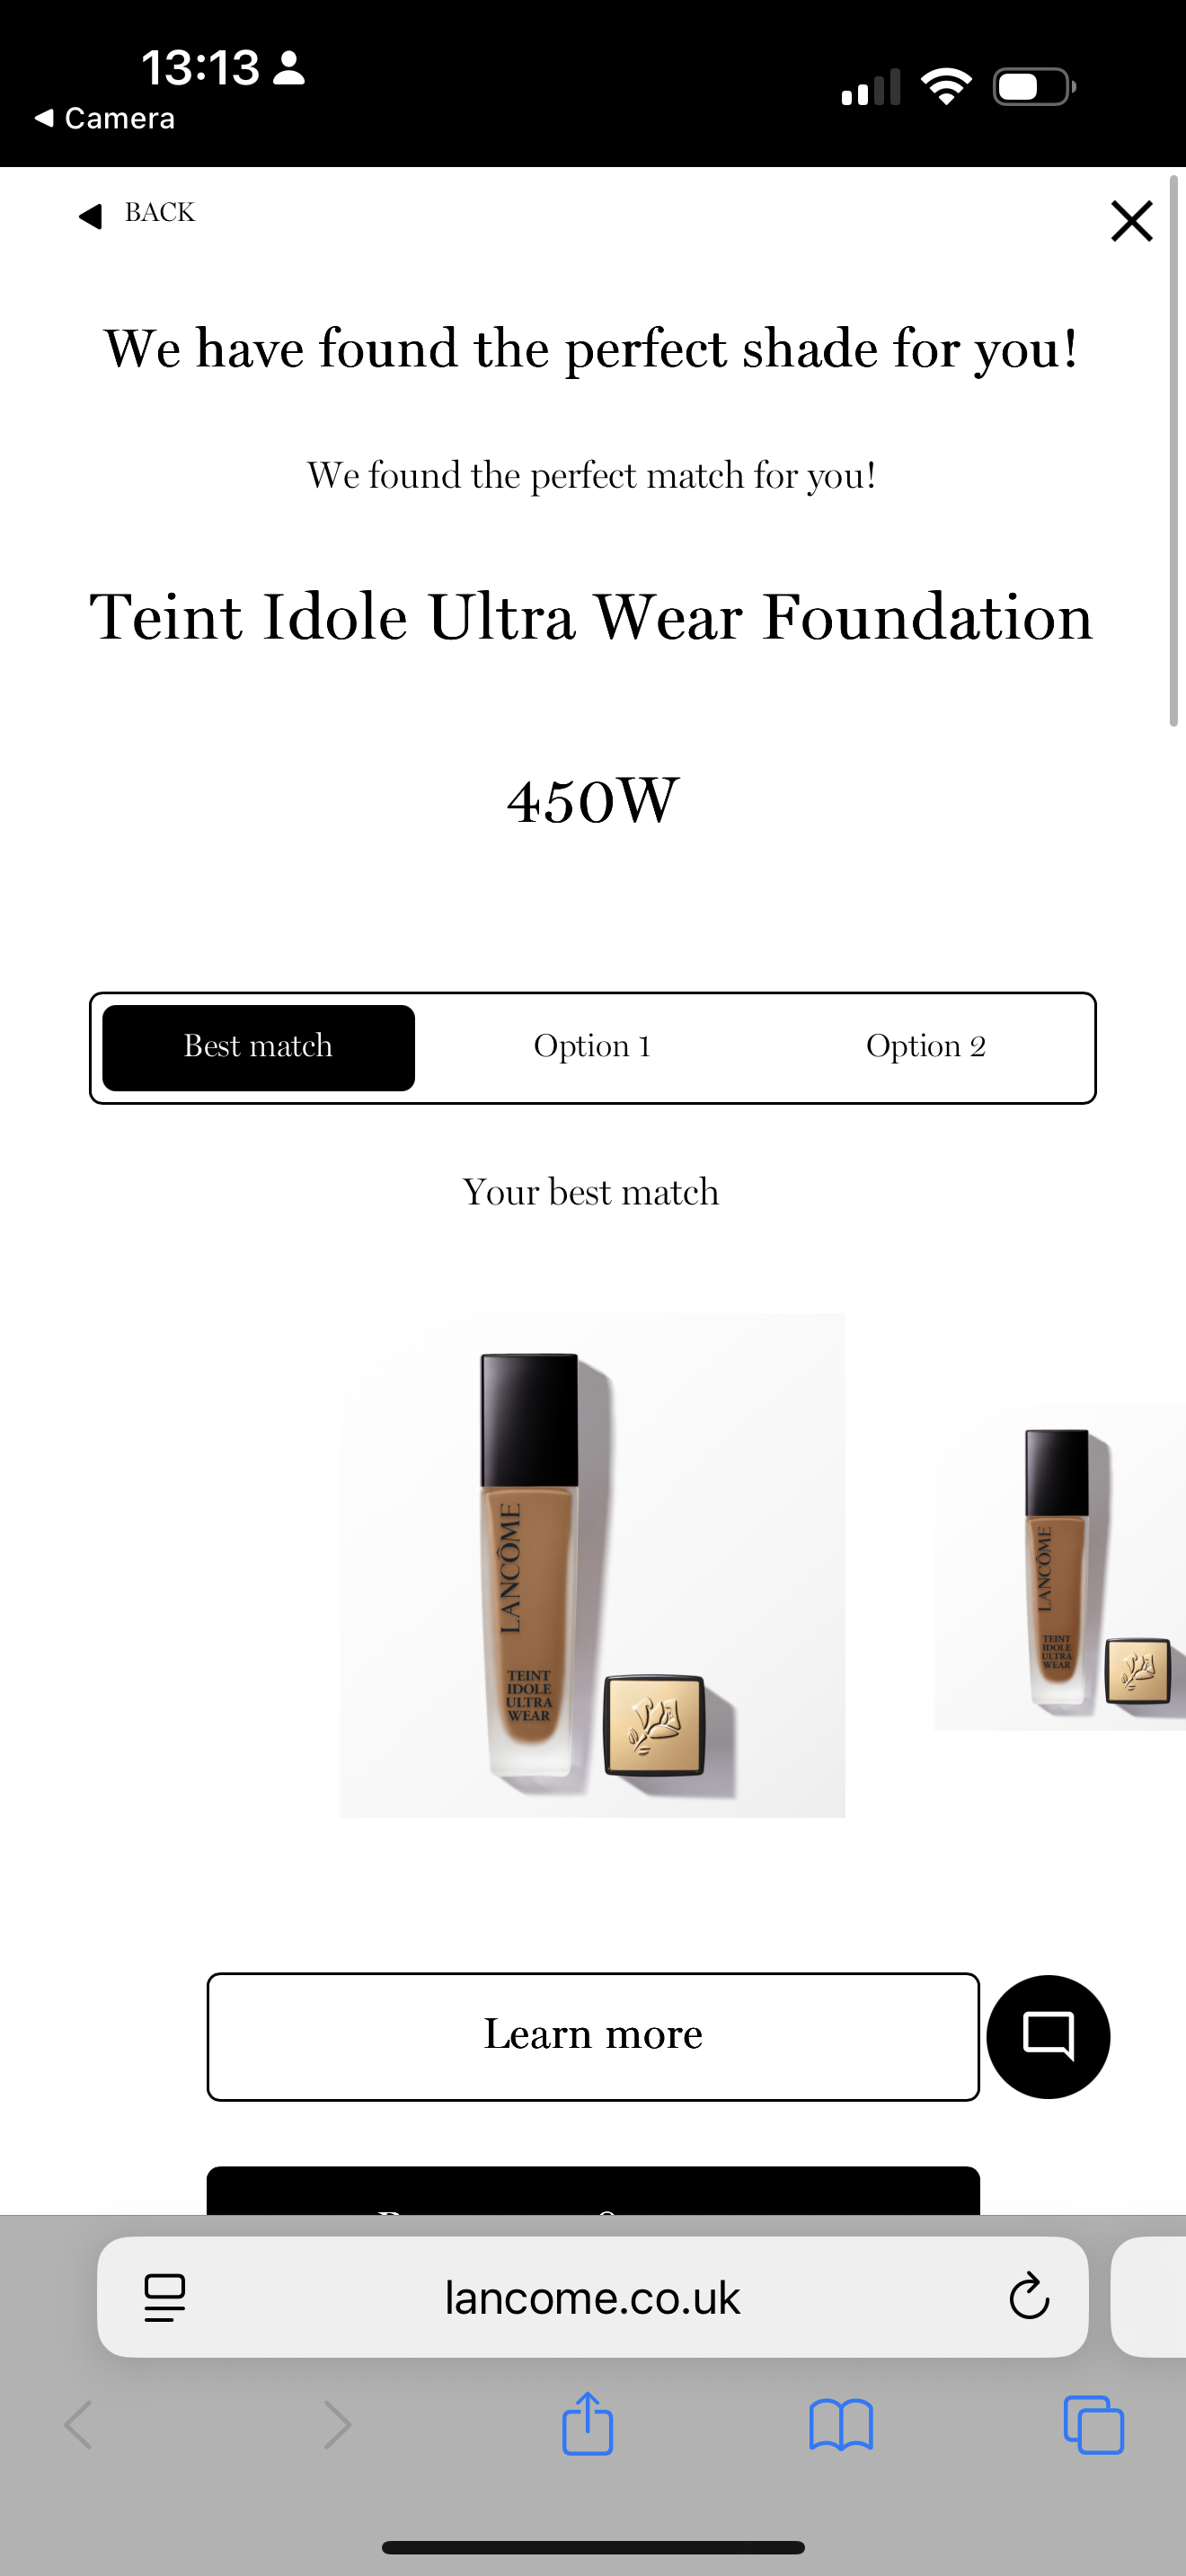 13:13
Camera
BACK
We have found the perfect shade for you!
We found the perfect match for you!
Teint Idole Ultra Wear Foundation
450W
Best match
Option 1
Option 2
Your best match
LANCÔME
TEINT
IDOLE
ULTRA
WEAR
LANCÔME
TEINT
IDOLE
ULTRA
WEAR
Learn more
lancome.co.uk